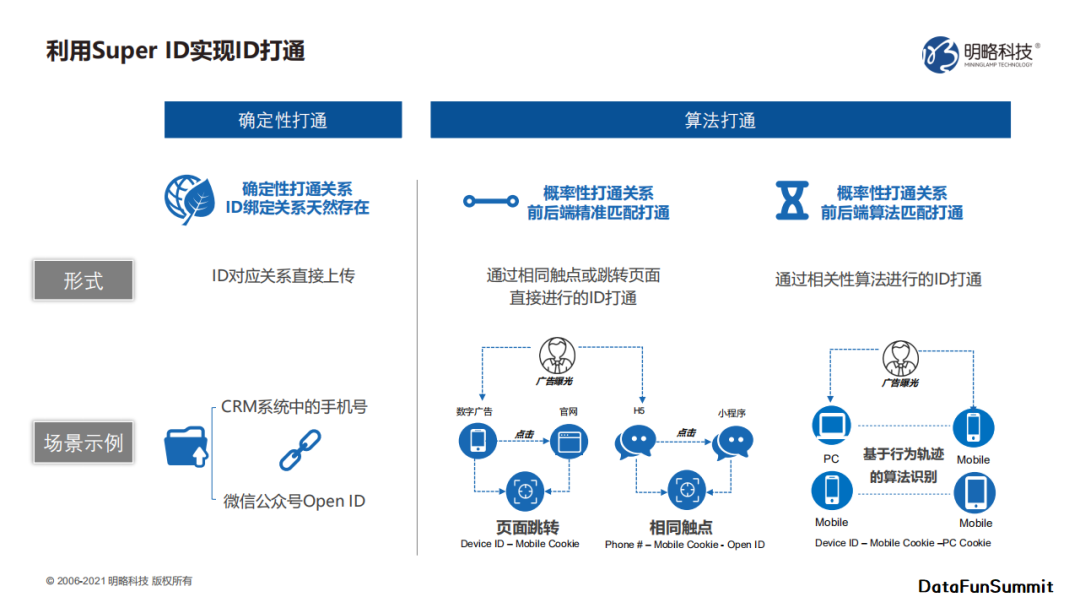 利用Super ID实现ID打通
明略科技®
MININGLAMP TECHNOLOGY
确定性打通
算法打通
确定性打通关系
ID绑定关系天然存在
概率性打通关系
前后端精准匹配打通
概率性打通关系
前后端算法匹配打通
形式
ID对应关系直接上传
通过相同触点或跳转页面
直接进行的ID打通
通过相关性算法进行的ID打通
场景示例
CRM系统中的手机号
微信公众号Open ID
广告曝光
数字广告
官网
H5
小程序
点击
点击
页面跳转
相同触点
Device ID – Mobile Cookie
Phone # – Mobile Cookie - Open ID
广告曝光
PC
Mobile
基于行为轨迹
的算法识别
Mobile
Mobile
Device ID – Mobile Cookie –PC Cookie
© 2006-2021 明略科技 版权所有
DataFunSummit